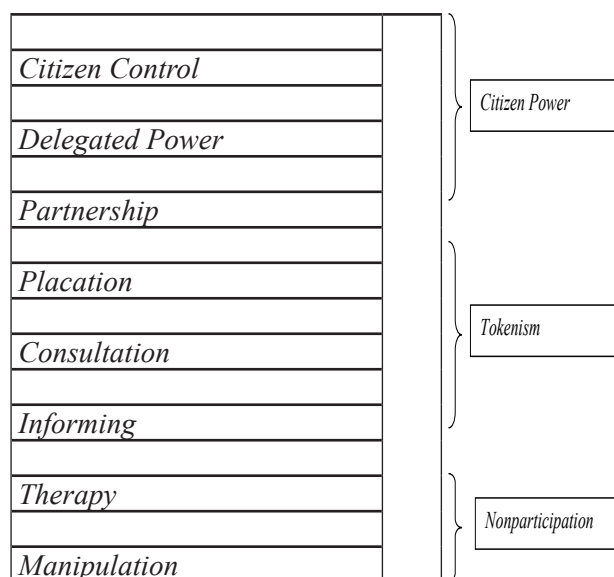 Citizen Control
Citizen Power
Delegated Power
Partnership
Placation
Tokenism
Consultation
Informing
Therapy
Nonparticipation
Manipulation